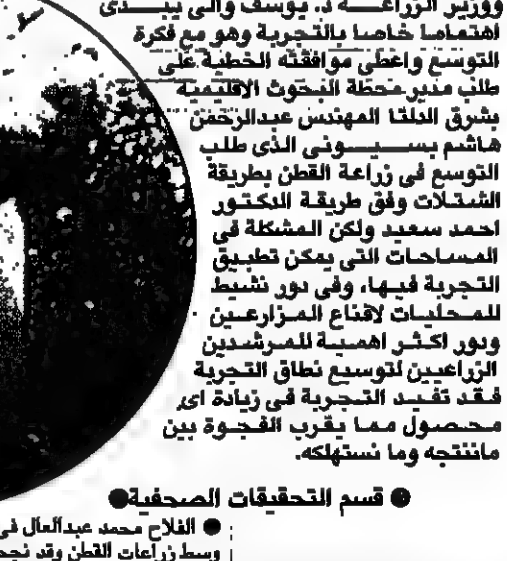 ووزير الزراعة د. يوسف والى يبدى
اهتماما خاصا بالتجربة وهو مع فكرة
التوسع واعطى موافقته الخطية على
طلب مدير محطة البحوث الاقليمية
بشرق الدلتا المهندس عبدالرحمن
هاشم بسيونى الذى طلب
التوسع فى زراعة القطن بطريقة
الشتلات وفق طريقة الدكتور
احمد سعيد ولكن المشكلة فى
المساحات التى يمكن تطبيق
التجربة فيها، وفى دور نشيط
للمحليات لاقناع المزارعين
ودور اكثر اهمية للمرشدين
الزراعيين لتوسيع نطاق التجربة
فقد تفيد التجربة فى زيادة اى
محصول مما يقرب الفجوة بين
ماننتجه وما نستهلكه.
● قسم التحقيقات الصحفية ●
● الفلاح محمد عبدالعال فى
وسط زراعات القطن وقد نجح